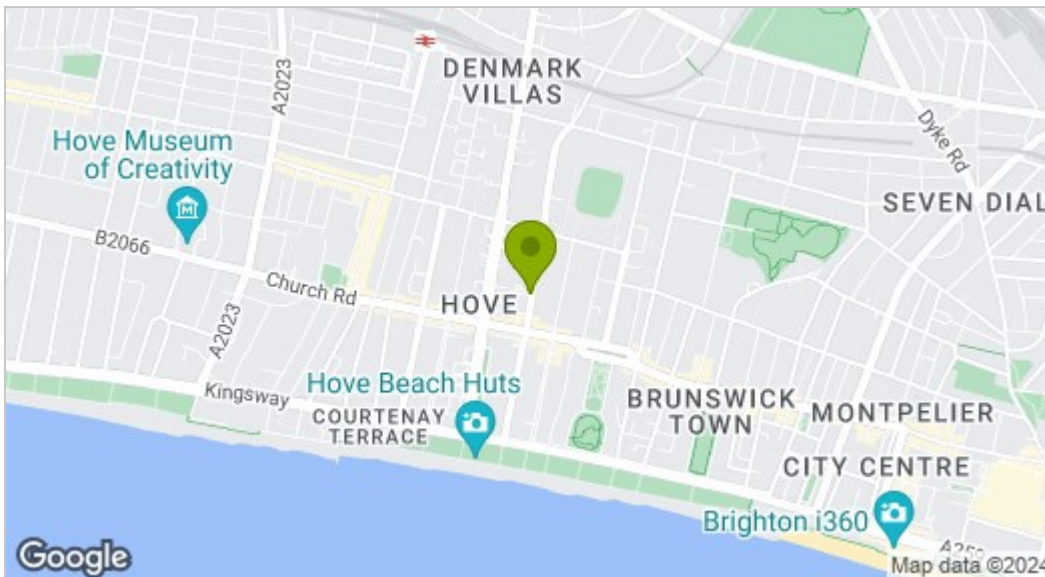 DENMARK
VILLAS
A2023
Dyke Rd
Hove Museum
of Creativity
SEVEN DIAL
B2066
Church Rd
HOVE
A2023
Kingsway
Hove Beach Huts
COURTENAY
TERRACE
BRUNSWICK
TOWN
MONTPELIER
CITY CENTRE
Brighton i360
Google
Map data ©2024